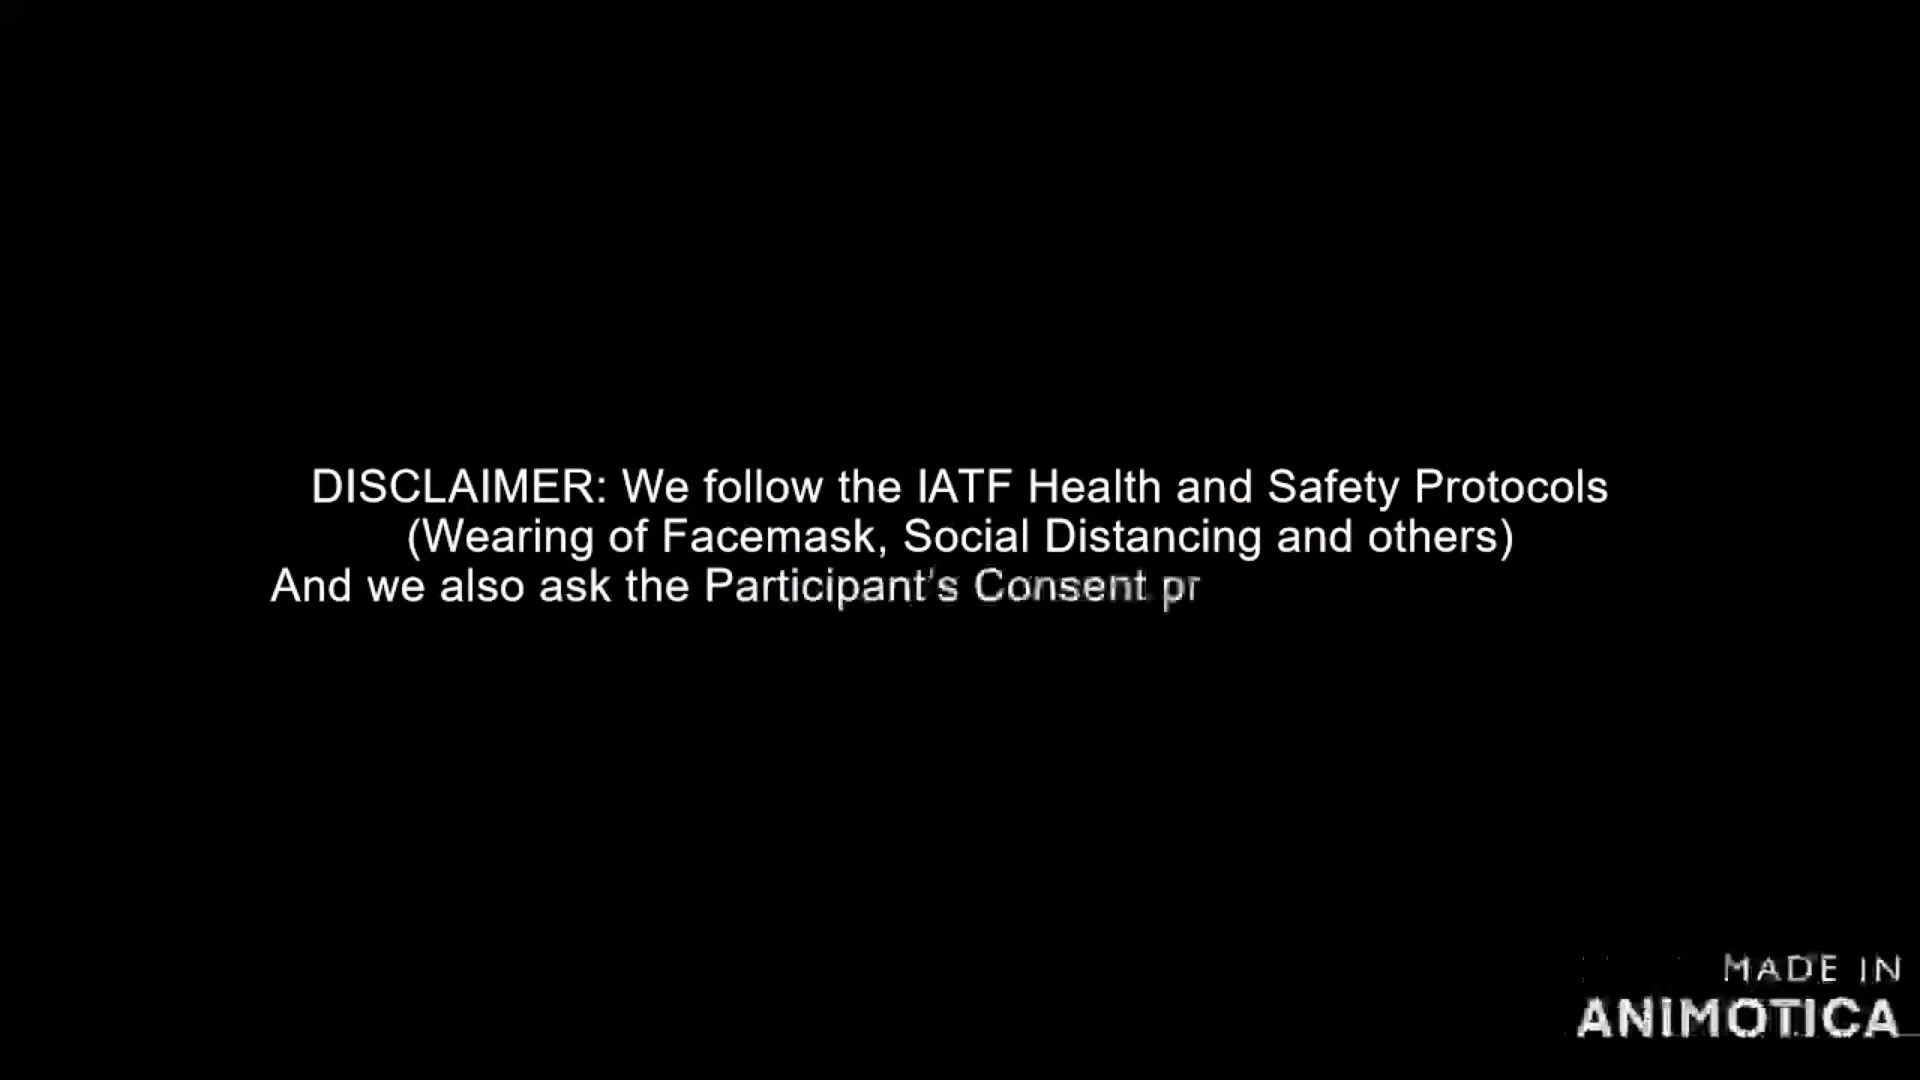 DISCLAIMER: We follow the IATF Health and Safety Protocols
(Wearing of Facemask, Social Distancing and others)
And we also ask the Participant's Consent pr
MADE IN
ANIMOTICA